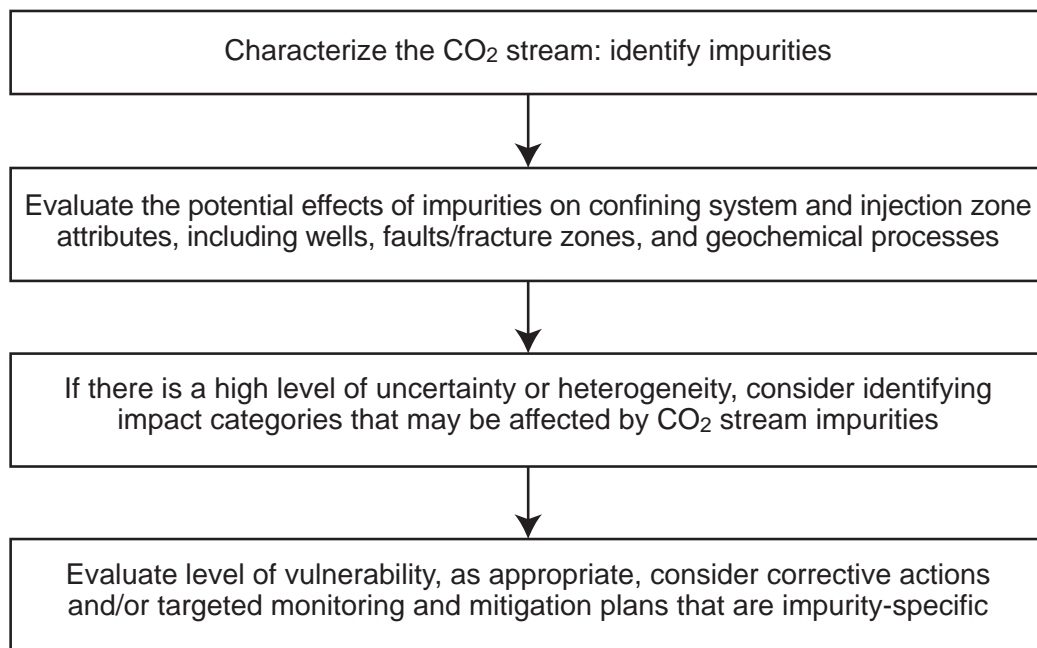 Characterize the CO2 stream: identify impurities
Evaluate the potential effects of impurities on confining system and injection zone
attributes, including wells, faults/fracture zones, and geochemical processes
If there is a high level of uncertainty or heterogeneity, consider identifying
impact categories that may be affected by CO2 stream impurities
Evaluate level of vulnerability, as appropriate, consider corrective actions
and/or targeted monitoring and mitigation plans that are impurity-specific